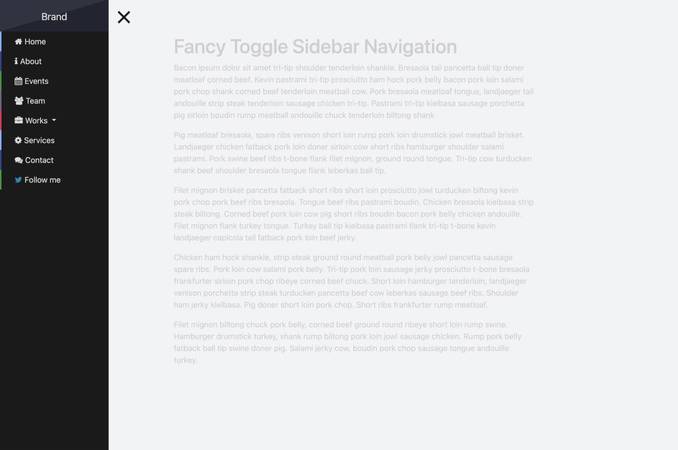 Brand
Home
About
Events
Team
Works
Services
Contact
Follow me
Fancy Toggle Sidebar Navigation
Bacon ipsum dolor sit amet tri-tip shoulder tenderloin shankle. Bresaola tail pancetta ball tip doner
meatloaf corned beef. Kevin pastrami tri-tip prosciutto ham hock pork belly bacon pork loin salami
pork chop shank corned beef tenderloin meatball cow. Pork bresaola meatloaf tongue, landjaeger tail
andouille strip steak tenderloin sausage chicken tri-tip. Pastrami tri-tip kielbasa sausage porchetta
pig sirloin boudin rump meatball andouille chuck tenderloin biltong shank
Pig meatloaf bresaola, spare ribs venison short loin rump pork loin drumstick jowl meatball brisket.
Landjaeger chicken fatback pork loin doner sirloin cow short ribs hamburger shoulder salami
pastrami. Pork swine beef ribs t-bone flank filet mignon, ground round tongue. Tri-tip cow turducken
shank beef shoulder bresaola tongue flank leberkas ball tip.
Filet mignon brisket pancetta fatback short ribs short loin prosciutto jowl turducken biltong kevin
pork chop pork beef ribs bresaola. Tongue beef ribs pastrami boudin. Chicken bresaola kielbasa strip
steak biltong. Corned beef pork loin cow pig short ribs boudin bacon pork belly chicken andouille.
Filet mignon flank turkey tongue. Turkey ball tip kielbasa pastrami flank tri-tip t-bone kevin
landjaeger capicola tail fatback pork loin beef jerky.
Chicken ham hock shankle, strip steak ground round meatball pork belly jowl pancetta sausage
spare ribs. Pork loin cow salami pork belly. Tri-tip pork loin sausage jerky prosciutto t-bone bresaola
frankfurter sirloin pork chop ribeye corned beef chuck. Short loin hamburger tenderloin, landjaeger
venison porchetta strip steak turducken pancetta beef cow leberkas sausage beef ribs. Shoulder
ham jerky kielbasa. Pig doner short loin pork chop. Short ribs frankfurter rump meatloaf.
Filet mignon biltong chuck pork belly, corned beef ground round ribeye short loin rump swine.
Hamburger drumstick turkey, shank rump biltong pork loin jowl sausage chicken. Rump pork belly
fatback ball tip swine doner pig. Salami jerky cow, boudin pork chop sausage tongue andouille
turkey.